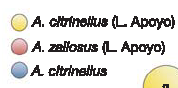 A. citrinellus (L. Apoyo)
A. zaliosus (L. Apoyo)
A. citrinellus